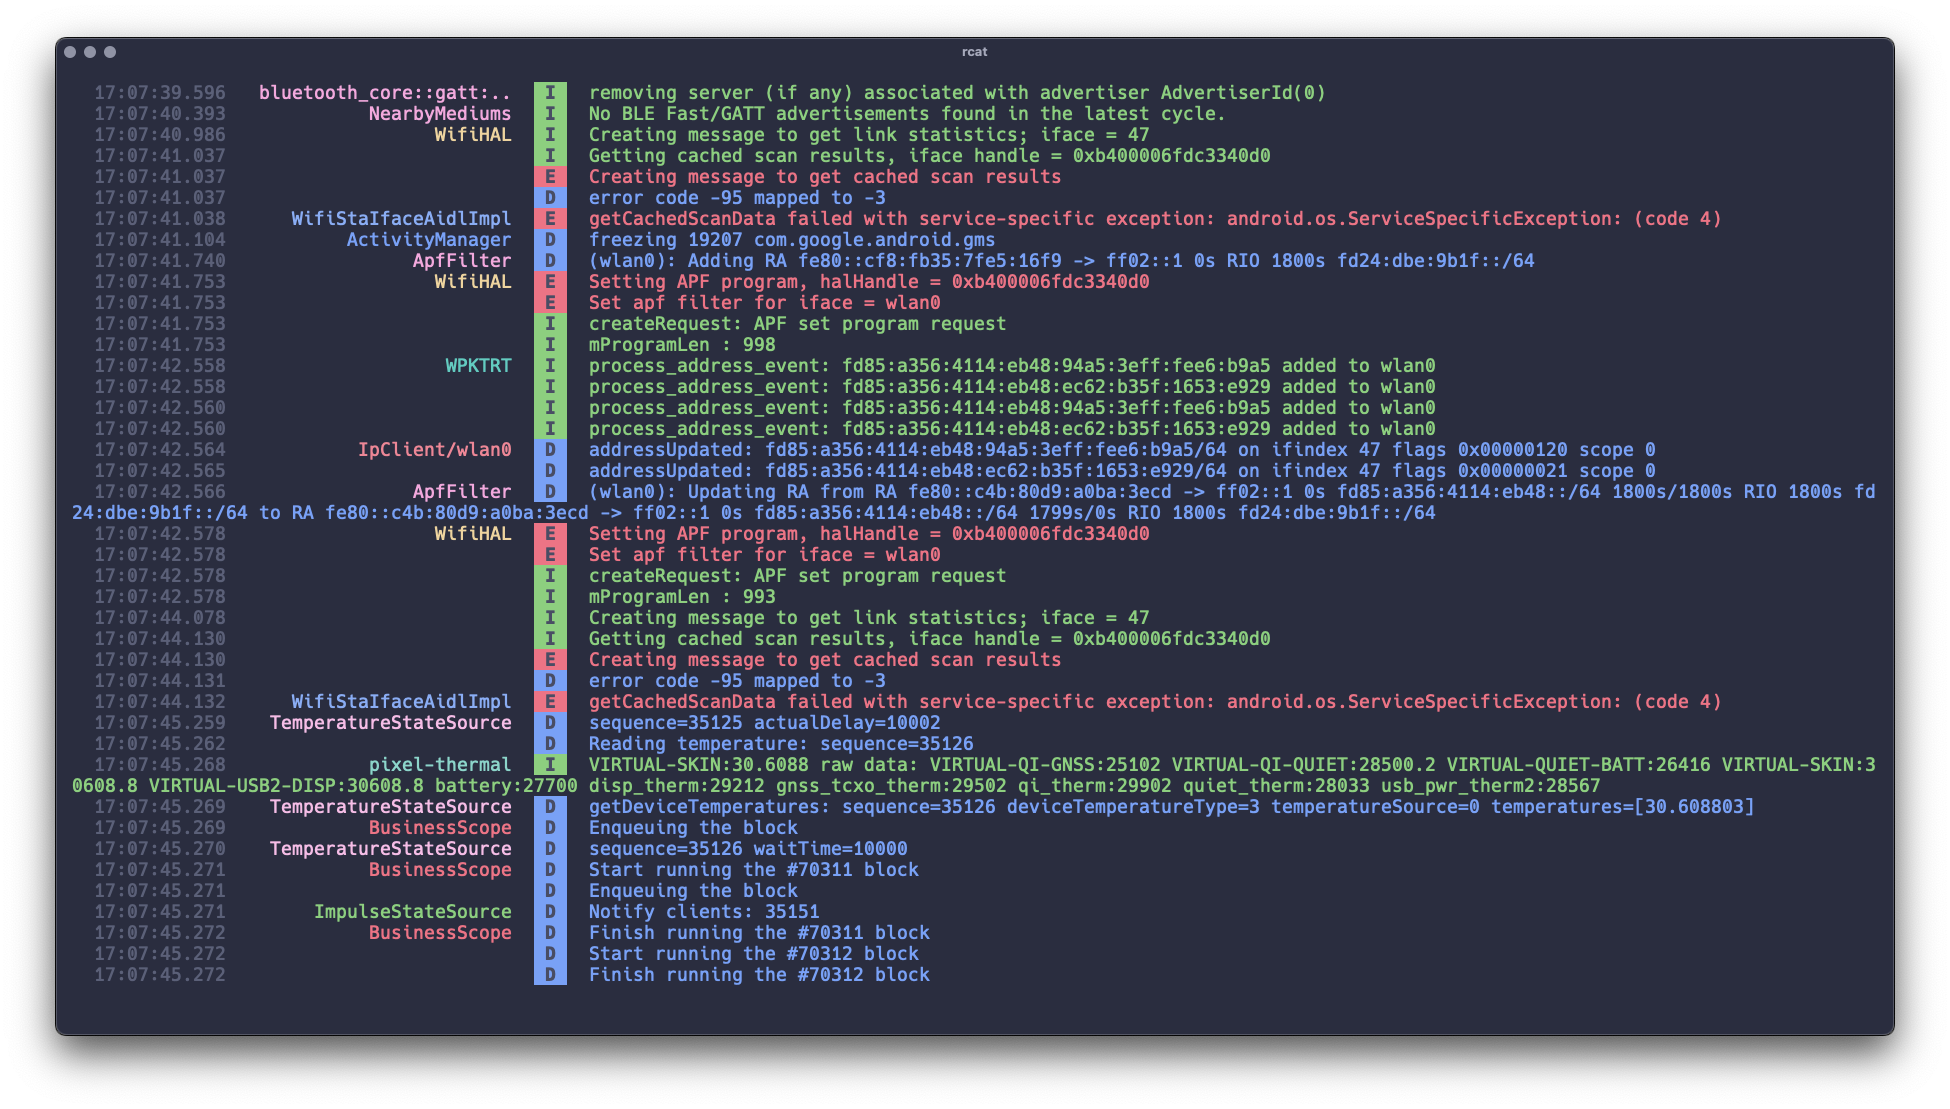 rcat
17:07:39.596 bluetooth_core::gatt:.. I removing server (if any) associated with advertiser AdvertiserId(0)
17:07:40.393 NearbyMediums I No BLE Fast/GATT advertisements found in the latest cycle.
17:07:40.986 WifiHAL I Creating message to get link statistics; iface = 47
17:07:41.037 I Getting cached scan results, iface handle = 0xb400006fdc3340d0
17:07:41.037 E Creating message to get cached scan results
17:07:41.037 D error code -95 mapped to -3
17:07:41.038 WifiStaIfaceAidlImpl E getCachedScanData failed with service-specific exception: android.os.ServiceSpecificException: (code 4)
17:07:41.104 ActivityManager D freezing 19207 com.google.android.gms
17:07:41.740 ApfFilter D (wlan0): Adding RA fe80::cf8:fb35:7fe5:16f9 -> ff02::1 0s RIO 1800s fd24:dbe:9b1f::/64
17:07:41.753 WifiHAL E Setting APF program, halHandle = 0xb400006fdc3340d0
17:07:41.753 E Set apf filter for iface = wlan0
17:07:41.753 I createRequest: APF set program request
17:07:41.753 I mProgramLen : 998
17:07:42.558 WPKTRT I process_address_event: fd85:a356:4114:eb48:94a5:3eff:fee6:b9a5 added to wlan0
17:07:42.558 I process_address_event: fd85:a356:4114:eb48:ec62:b35f:1653:e929 added to wlan0
17:07:42.560 I process_address_event: fd85:a356:4114:eb48:94a5:3eff:fee6:b9a5 added to wlan0
17:07:42.560 I process_address_event: fd85:a356:4114:eb48:ec62:b35f:1653:e929 added to wlan0
17:07:42.564 IpClient/wlan0 D addressUpdated: fd85:a356:4114:eb48:94a5:3eff:fee6:b9a5/64 on ifindex 47 flags 0x00000120 scope 0
17:07:42.565 D addressUpdated: fd85:a356:4114:eb48:ec62:b35f:1653:e929/64 on ifindex 47 flags 0x00000021 scope 0
17:07:42.566 ApfFilter D (wlan0): Updating RA from RA fe80::c4b:80d9:a0ba:3ecd -> ff02::1 0s fd85:a356:4114:eb48::/64 1800s/1800s RIO 1800s fd
24:dbe:9b1f::/64 to RA fe80::c4b:80d9:a0ba:3ecd -> ff02::1 0s fd85:a356:4114:eb48::/64 1799s/0s RIO 1800s fd24:dbe:9b1f::/64
17:07:42.578 WifiHAL E Setting APF program, halHandle = 0xb400006fdc3340d0
17:07:42.578 E Set apf filter for iface = wlan0
17:07:42.578 I createRequest: APF set program request
17:07:42.578 I mProgramLen : 993
17:07:44.078 I Creating message to get link statistics; iface = 47
17:07:44.130 I Getting cached scan results, iface handle = 0xb400006fdc3340d0
17:07:44.130 E Creating message to get cached scan results
17:07:44.131 D error code -95 mapped to -3
17:07:44.132 WifiStaIfaceAidlImpl E getCachedScanData failed with service-specific exception: android.os.ServiceSpecificException: (code 4)
17:07:45.259 TemperatureStateSource D sequence=35125 actualDelay=10002
17:07:45.262 D Reading temperature: sequence=35126
17:07:45.268 pixel-thermal I VIRTUAL-SKIN:30.6088 raw data: VIRTUAL-QI-GNSS:25102 VIRTUAL-QI-QUIET:28500.2 VIRTUAL-QUIET-BATT:26416 VIRTUAL-SKIN:3
0608.8 VIRTUAL-USB2-DISP:30608.8 battery:27700 disp_therm:29212 gnss_tcxo_therm:29502 qi_therm:29902 quiet_therm:28033 usb_pwr_therm2:28567
17:07:45.269 TemperatureStateSource D getDeviceTemperatures: sequence=35126 deviceTemperatureType=3 temperatureSource=0 temperatures=[30.608803]
17:07:45.269 BusinessScope D Enqueuing the block
17:07:45.270 TemperatureStateSource D sequence=35126 waitTime=10000
17:07:45.271 BusinessScope D Start running the #70311 block
17:07:45.271 D Enqueuing the block
17:07:45.271 ImpulseStateSource D Notify clients: 35151
17:07:45.272 BusinessScope D Finish running the #70311 block
17:07:45.272 D Start running the #70312 block
17:07:45.272 D Finish running the #70312 block